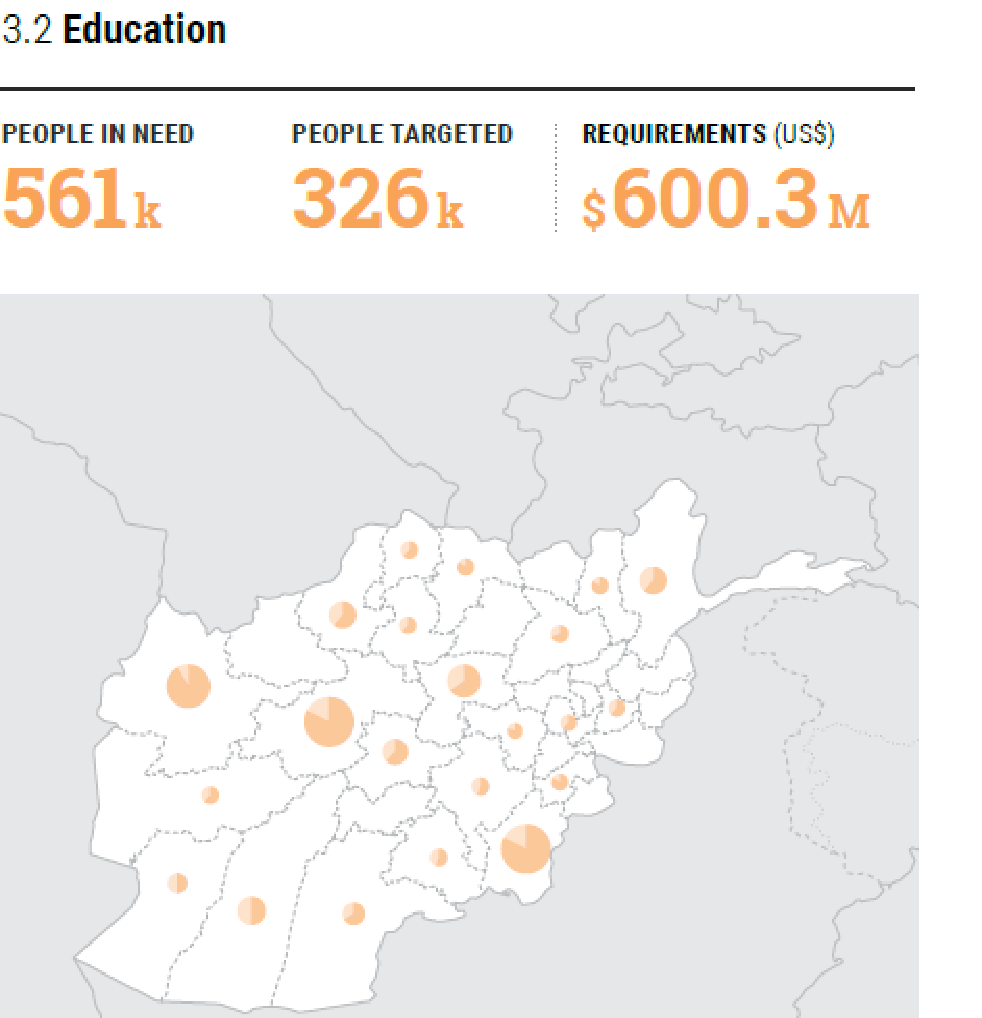 3.2 Education
PEOPLE IN NEED
561k
PEOPLE TARGETED
326k
REQUIREMENTS (US$)
$600.3M